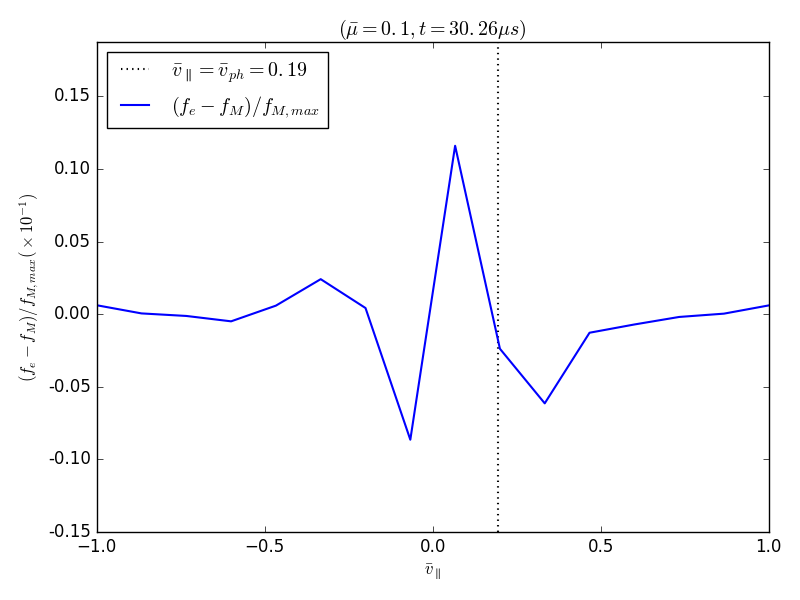 (μ̄ = 0.1, t = 30.26μs)
v̄∥ = v̄ph = 0.19
(fe − fM)/fM,max
(fe − fM)/fM,max(×10⁻¹)
0.15
0.10
0.05
0.00
-0.05
-0.10
-0.15
−1.0 −0.5 0.0 0.5 1.0
v̄∥